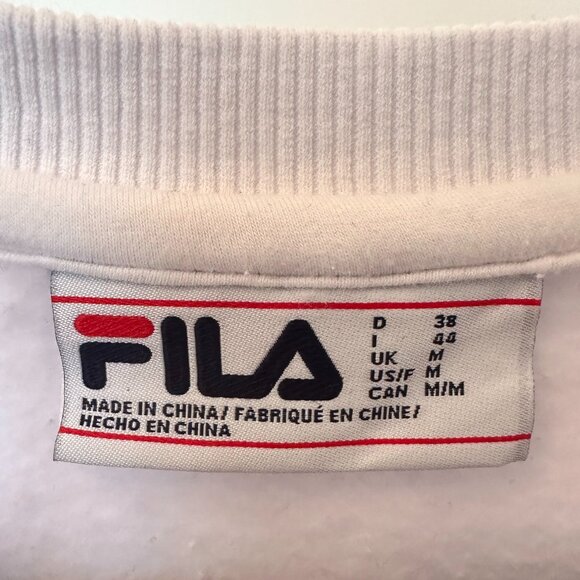 FILA
D 38
I 44
UK M
US/F M
CAN M/M
MADE IN CHINA/ FABRIQUÉ EN CHINE/
HECHO EN CHINA